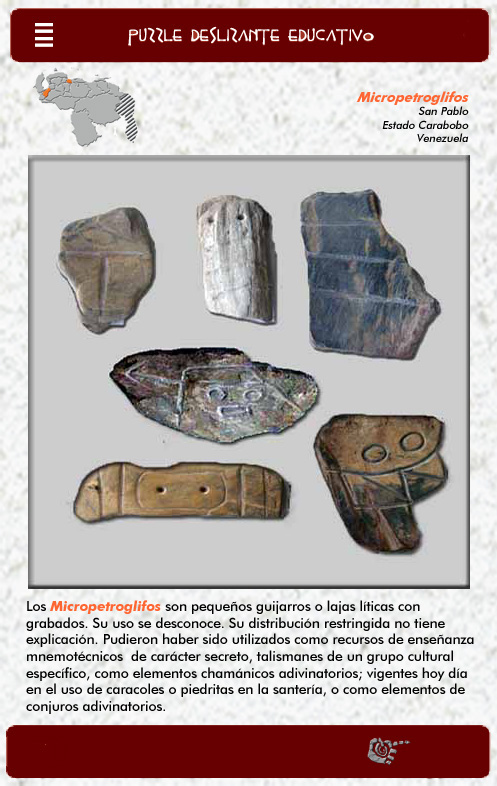 PUZZLE DESLIZANTE EDUCATIVO
Micropetroglifos
San Pablo
Estado Carabobo
Venezuela
Los Micropetroglifos son pequeños guijarros o lajas líticas con
grabados. Su uso se desconoce. Su distribución restringida no tiene
explicación. Pudieron haber sido utilizados como recursos de enseñanza
mnemotécnicos de carácter secreto, talismanes de un grupo cultural
específico, como elementos chamánicos adivinatorios; vigentes hoy día
en el uso de caracoles o piedritas en la santería, o como elementos de
conjuros adivinatorios.